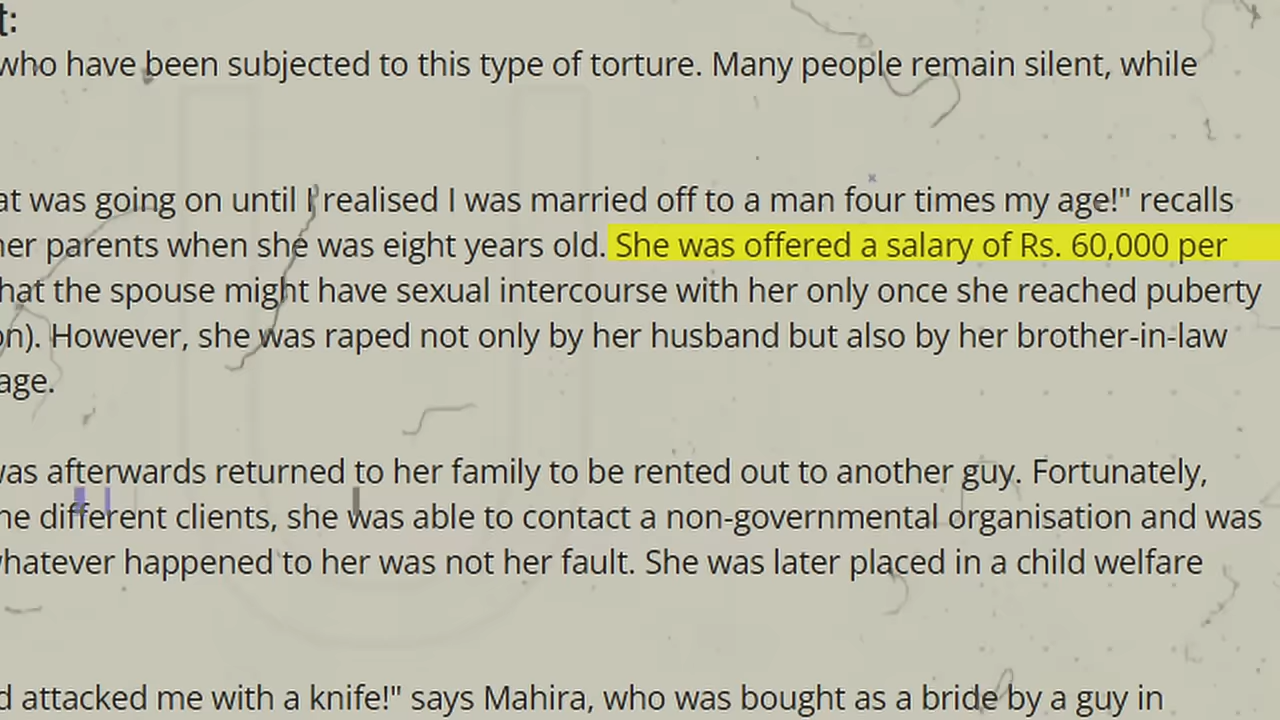 t:
who have been subjected to this type of torture. Many people remain silent, while
at was going on until I realised I was married off to a man four times my age!" recalls
her parents when she was eight years old. She was offered a salary of Rs. 60,000 per
hat the spouse might have sexual intercourse with her only once she reached puberty
on). However, she was raped not only by her husband but also by her brother-in-law
age.
was afterwards returned to her family to be rented out to another guy. Fortunately,
he different clients, she was able to contact a non-governmental organisation and was
whatever happened to her was not her fault. She was later placed in a child welfare
d attacked me with a knife!" says Mahira, who was bought as a bride by a guy in